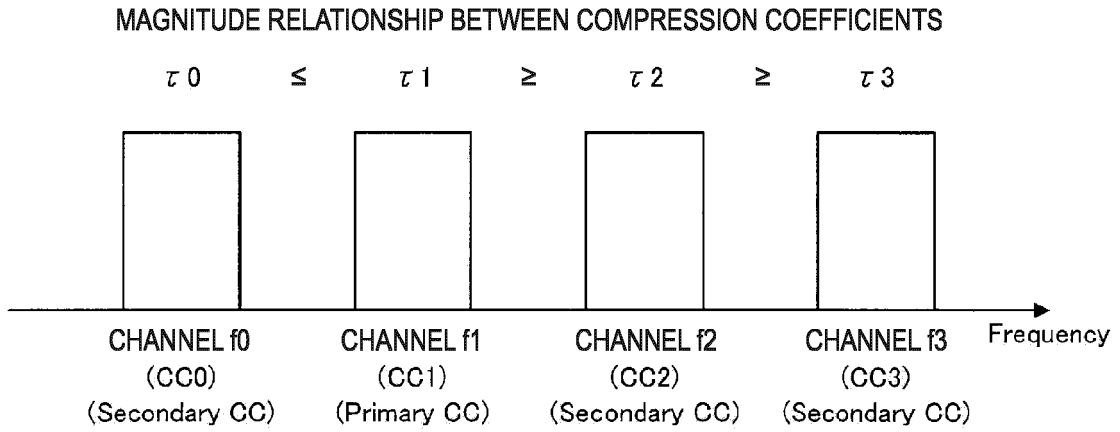 MAGNITUDE RELATIONSHIP BETWEEN COMPRESSION COEFFICIENTS
τ0 ≤ τ1 ≥ τ2 ≥ τ3
CHANNEL f0 CHANNEL f1 CHANNEL f2 CHANNEL f3 Frequency
(CC0) (CC1) (CC2) (CC3)
(Secondary CC) (Primary CC) (Secondary CC) (Secondary CC)